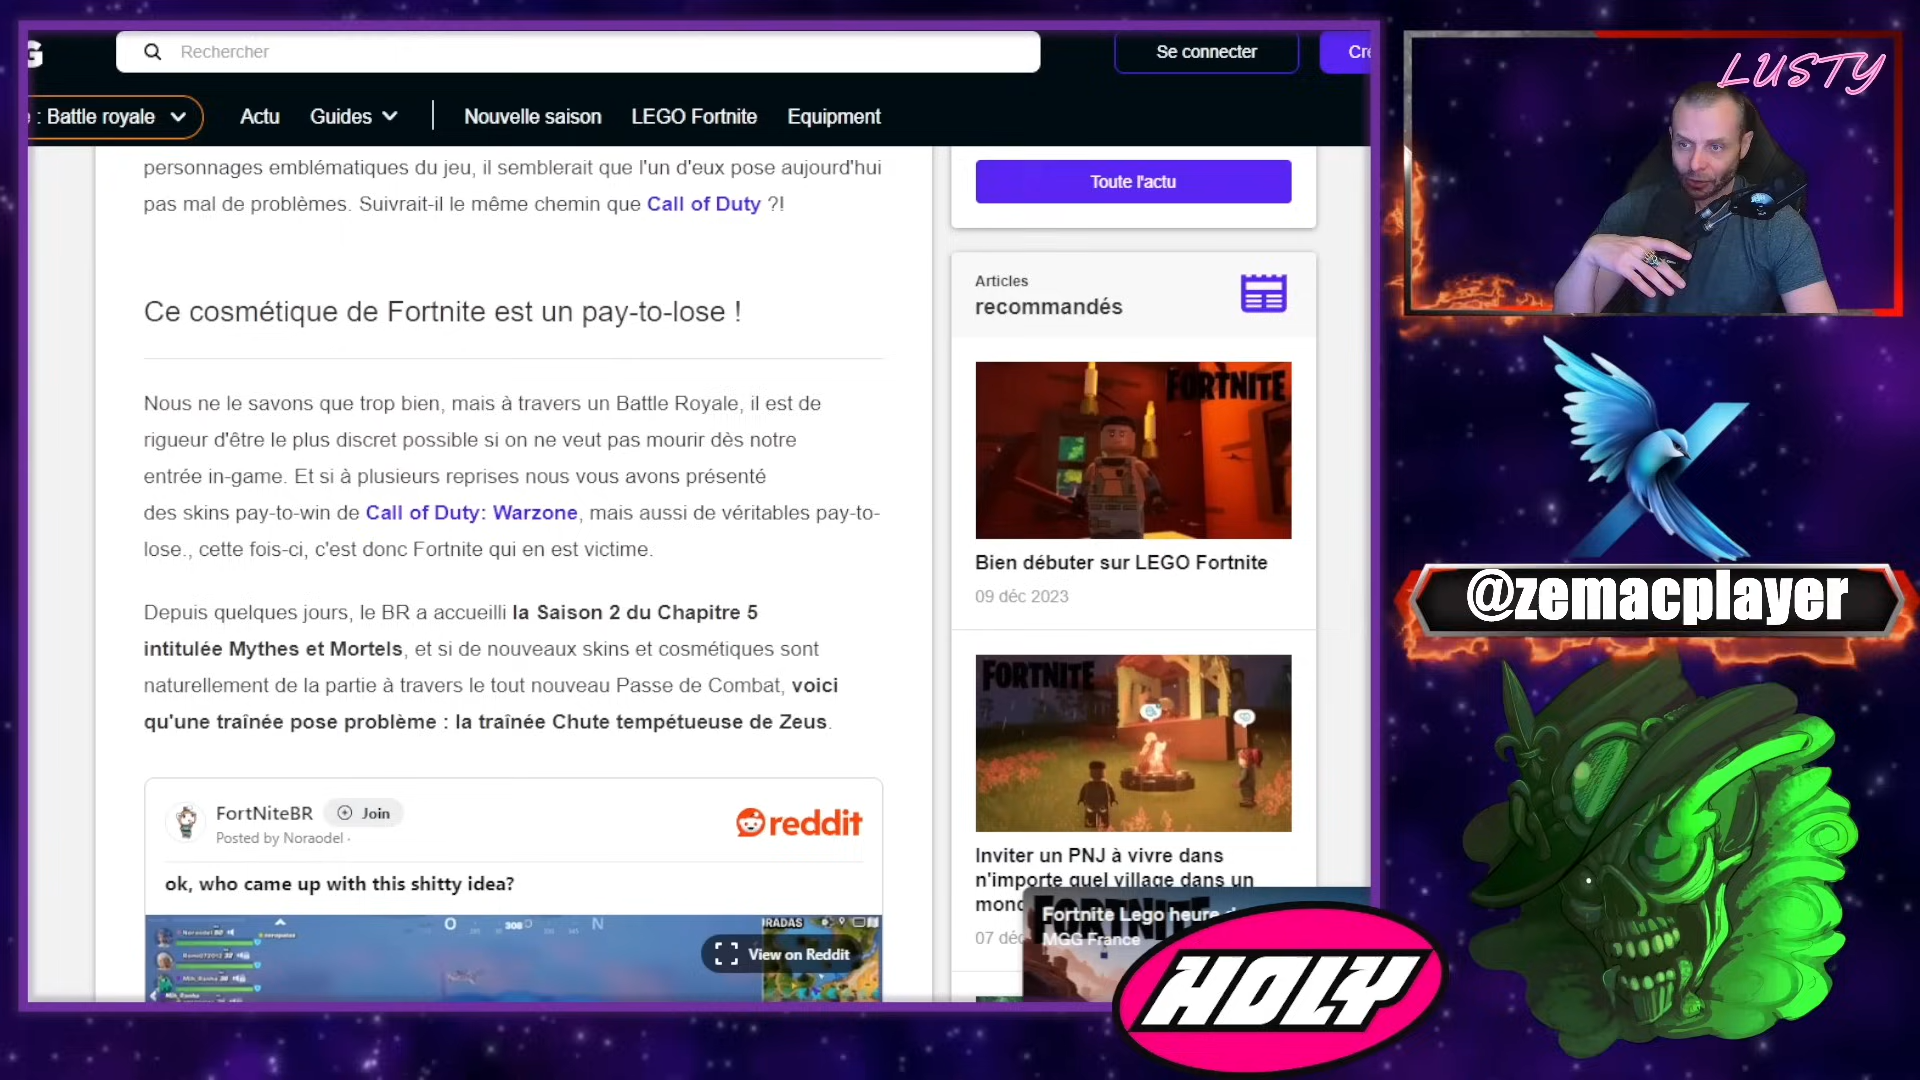 G
Rechercher
Se connecter
Cré
e : Battle royale
Actu
Guides
Nouvelle saison
LEGO Fortnite
Equipment
personnages emblématiques du jeu, il semblerait que l'un d'eux pose aujourd'hui
pas mal de problèmes. Suivrait-il le même chemin que Call of Duty ?!
Ce cosmétique de Fortnite est un pay-to-lose !
Nous ne le savons que trop bien, mais à travers un Battle Royale, il est de
rigueur d'être le plus discret possible si on ne veut pas mourir dès notre
entrée in-game. Et si à plusieurs reprises nous vous avons présenté
des skins pay-to-win de Call of Duty: Warzone, mais aussi de véritables pay-to-
lose., cette fois-ci, c'est donc Fortnite qui en est victime.
Depuis quelques jours, le BR a accueilli la Saison 2 du Chapitre 5
intitulée Mythes et Mortels, et si de nouveaux skins et cosmétiques sont
naturellement de la partie à travers le tout nouveau Passe de Combat, voici
qu'une traînée pose problème : la traînée Chute tempétueuse de Zeus.
FortNiteBR
Join
Posted by Noraodel ·
reddit
ok, who came up with this shitty idea?
O
308
N
View on Reddit
Toute l'actu
Articles
recommandés
FORTNITE
Bien débuter sur LEGO Fortnite
09 déc 2023
FORTNITE
Inviter un PNJ à vivre dans
n'importe quel village dans un
mond
07 déc
Fortnite Lego heure d
MGG France
HOLY
LUSTY
@zemacplayer